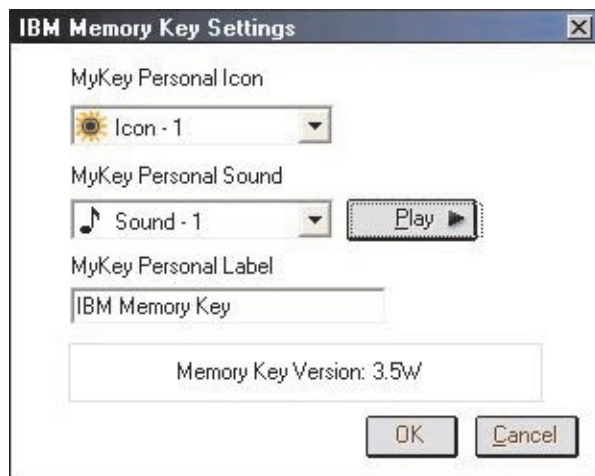 IBM Memory Key Settings
MyKey Personal Icon
Icon - 1
MyKey Personal Sound
Sound - 1
Play
MyKey Personal Label
IBM Memory Key
Memory Key Version: 3.5W
OK
Cancel